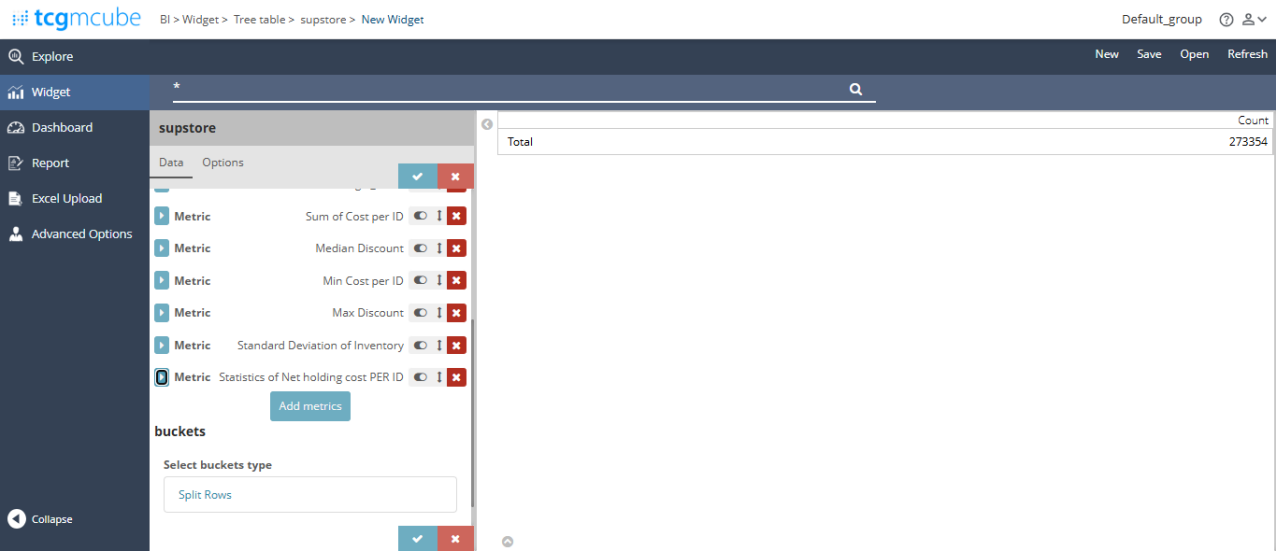 tcgmcube
BI > Widget > Tree table > supstore > New Widget
Default_group
Explore
New Save Open Refresh
Widget
*
Dashboard
supstore
Count
Total 273354
Data Options
Report
Excel Upload
Metric Sum of Cost per ID
Advanced Options
Metric Median Discount
Metric Min Cost per ID
Metric Max Discount
Metric Standard Deviation of Inventory
Metric Statistics of Net holding cost PER ID
Add metrics
buckets
Select buckets type
Split Rows
Collapse